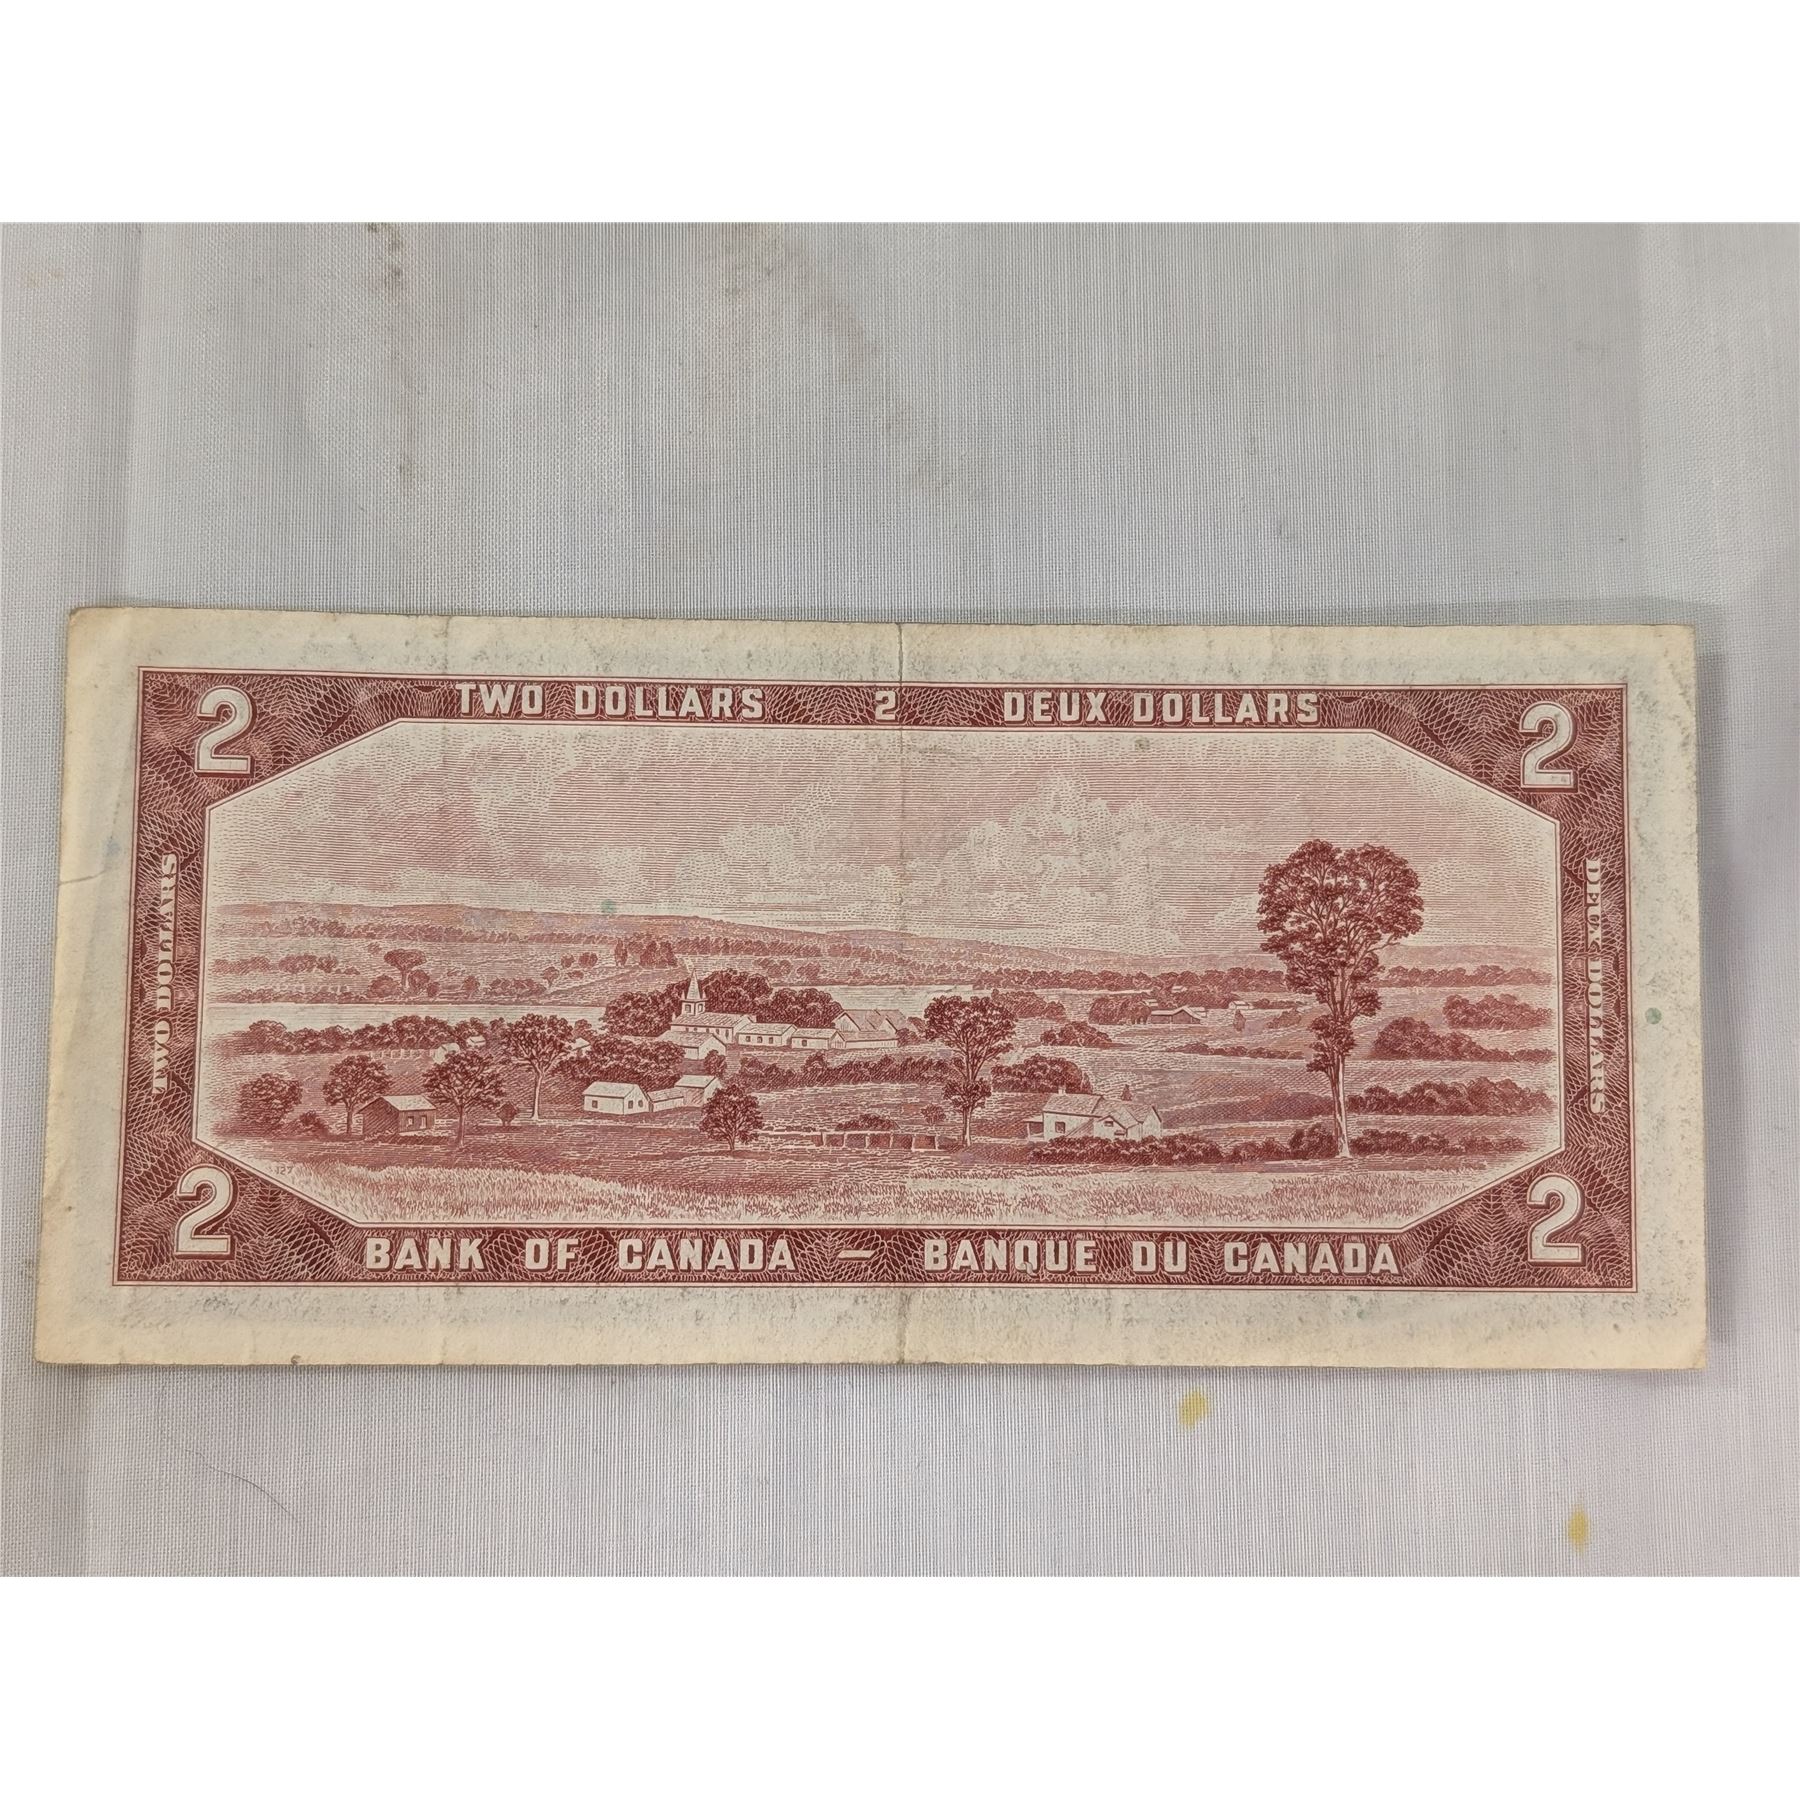 2 TWO DOLLARS 2 DEUX DOLLARS 2
TWO DOLLARS
DEUX DOLLARS
127
2 BANK OF CANADA — BANQUE DU CANADA 2